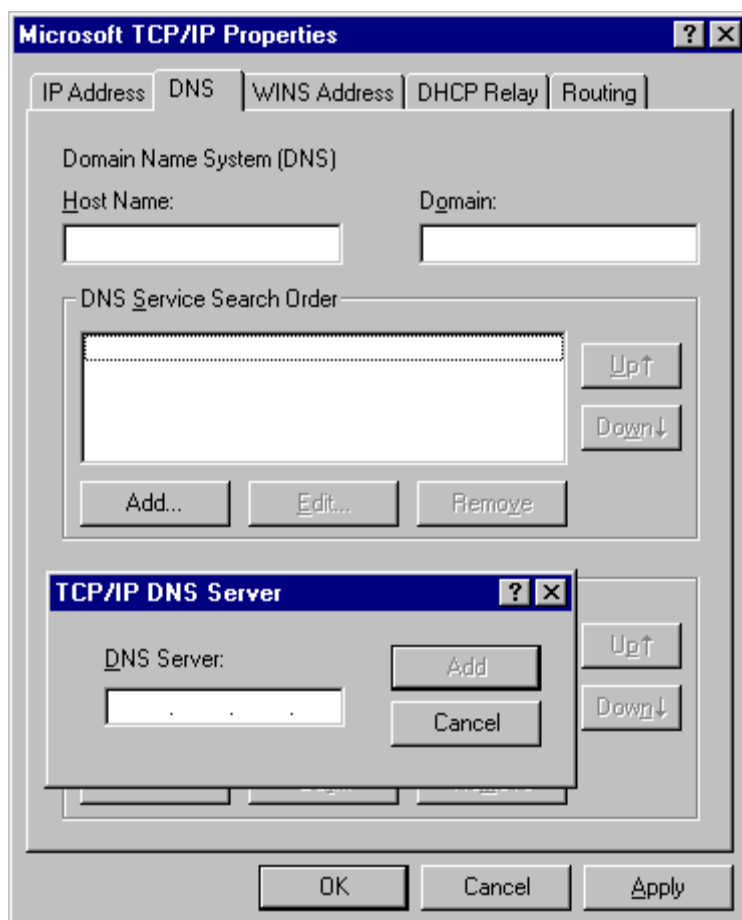 Microsoft TCP/IP Properties
IP Address DNS WINS Address DHCP Relay Routing
Domain Name System (DNS)
Host Name: Domain:
DNS Service Search Order
Up↑
Down↓
Add... Edit... Remove
TCP/IP DNS Server
DNS Server:
. . .
Add
Cancel
Up↑
Down↓
OK Cancel Apply